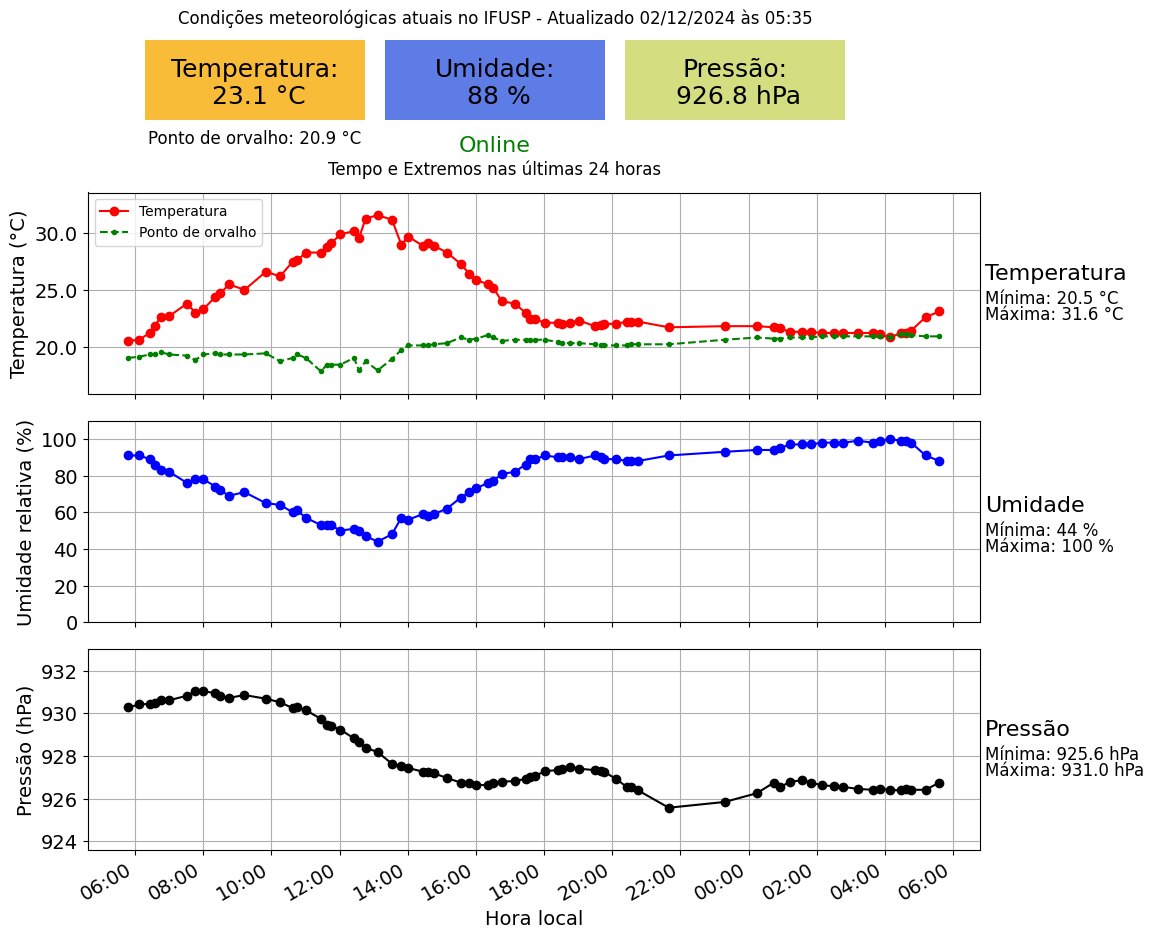 Condições meteorológicas atuais no IFUSP - Atualizado 02/12/2024 às 05:35
Temperatura:
23.1 °C
Umidade:
88 %
Pressão:
926.8 hPa
Ponto de orvalho: 20.9 °C
Online
Tempo e Extremos nas últimas 24 horas
Temperatura (°C)
30.0
25.0
20.0
Temperatura
Ponto de orvalho
Temperatura
Mínima: 20.5 °C
Máxima: 31.6 °C
Umidade relativa (%)
100
80
60
40
20
0
Umidade
Mínima: 44 %
Máxima: 100 %
Pressão (hPa)
932
930
928
926
924
Pressão
Mínima: 925.6 hPa
Máxima: 931.0 hPa
06:00
08:00
10:00
12:00
14:00
16:00
18:00
20:00
22:00
00:00
02:00
04:00
06:00
Hora local